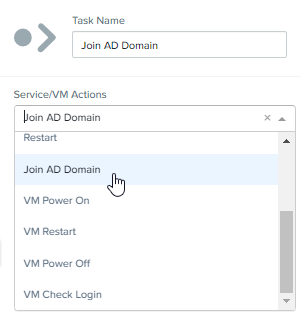 Task Name
Join AD Domain
Service/VM Actions
Join AD Domain
Restart
Join AD Domain
VM Power On
VM Restart
VM Power Off
VM Check Login